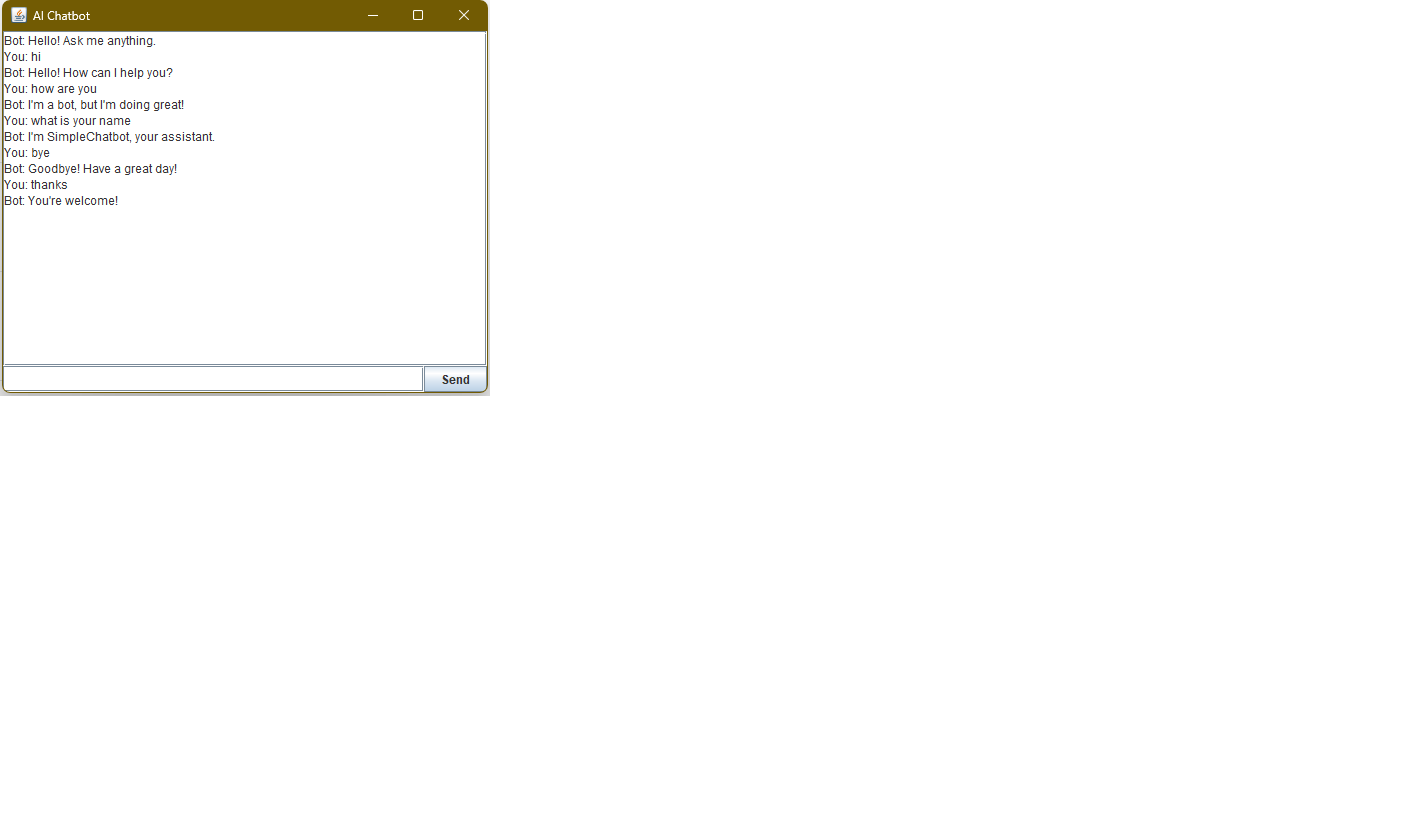 AI Chatbot
Bot: Hello! Ask me anything.
You: hi
Bot: Hello! How can I help you?
You: how are you
Bot: I'm a bot, but I'm doing great!
You: what is your name
Bot: I'm SimpleChatbot, your assistant.
You: bye
Bot: Goodbye! Have a great day!
You: thanks
Bot: You're welcome!
Send